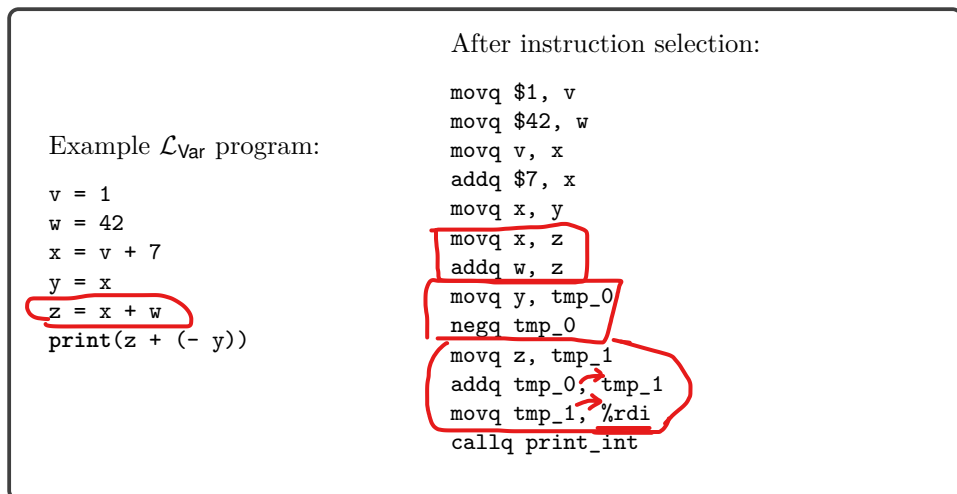 Example ℒVar program:
v = 1
w = 42
x = v + 7
y = x
z = x + w
print(z + (- y))
After instruction selection:
movq $1, v
movq $42, w
movq v, x
addq $7, x
movq x, y
movq x, z
addq w, z
movq y, tmp_0
negq tmp_0
movq z, tmp_1
addq tmp_0, tmp_1
movq tmp_1, %rdi
callq print_int